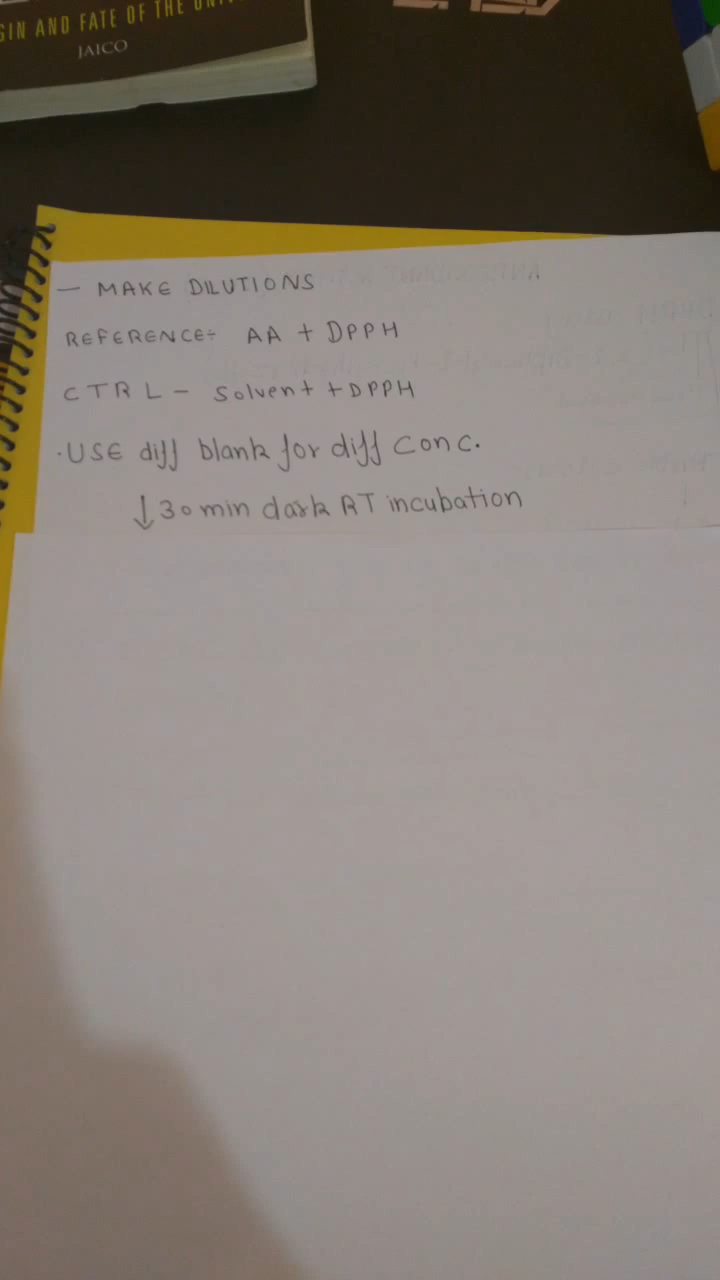 GIN AND FATE OF THE UNI
JAICO
— MAKE DILUTIONS
REFERENCE:- AA + DPPH
CTRL - Solvent + DPPH
·USE diff blank for diff conc.
↓30 min dark RT incubation